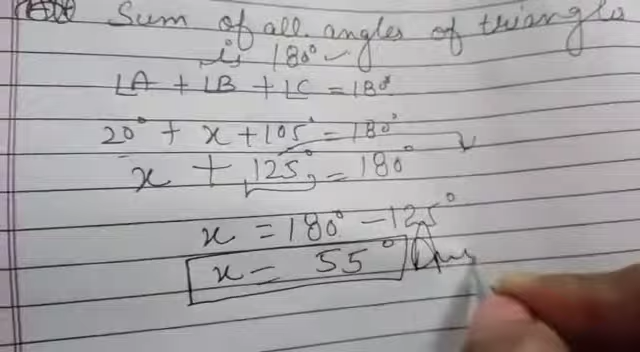 Sum of all angles of triangle
is 180°
∠A + ∠B + ∠C = 180°
20° + x + 105° = 180°
x + 125° = 180°
x = 180° - 125°
x = 55° Ans